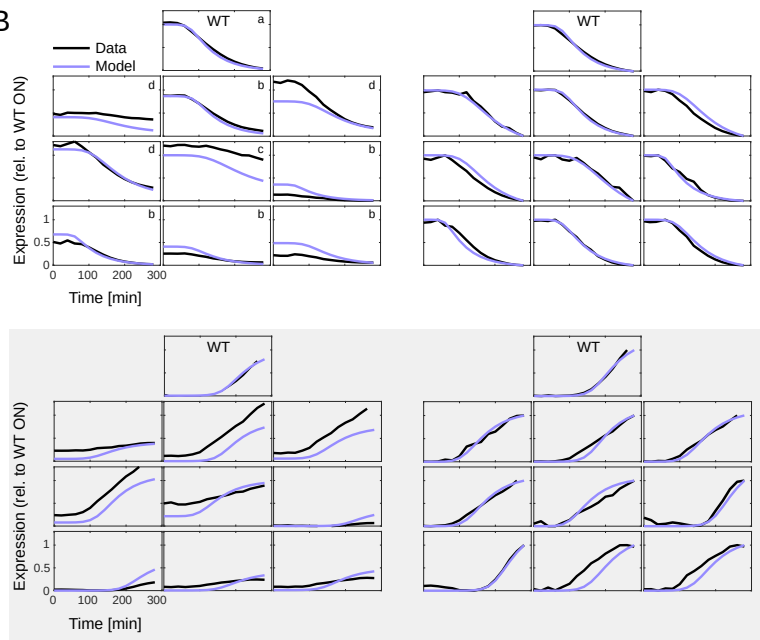 B
WT a
WT
Data
Model
d
b
d
d
c
b
b
b
b
Expression (rel. to WT ON)
1
0.5
0
0 100 200 300
Time [min]
WT
WT
Expression (rel. to WT ON)
1
0.5
0
0 100 200 300
Time [min]